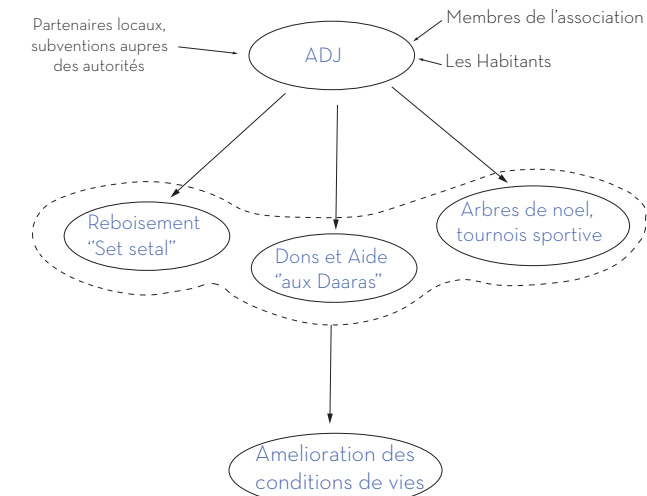 Partenaires locaux,
subventions aupres
des autorités
ADJ
Membres de l'association
Les Habitants
Reboisement
"Set setal"
Dons et Aide
"aux Daaras"
Arbres de noel,
tournois sportive
Amelioration des
conditions de vies